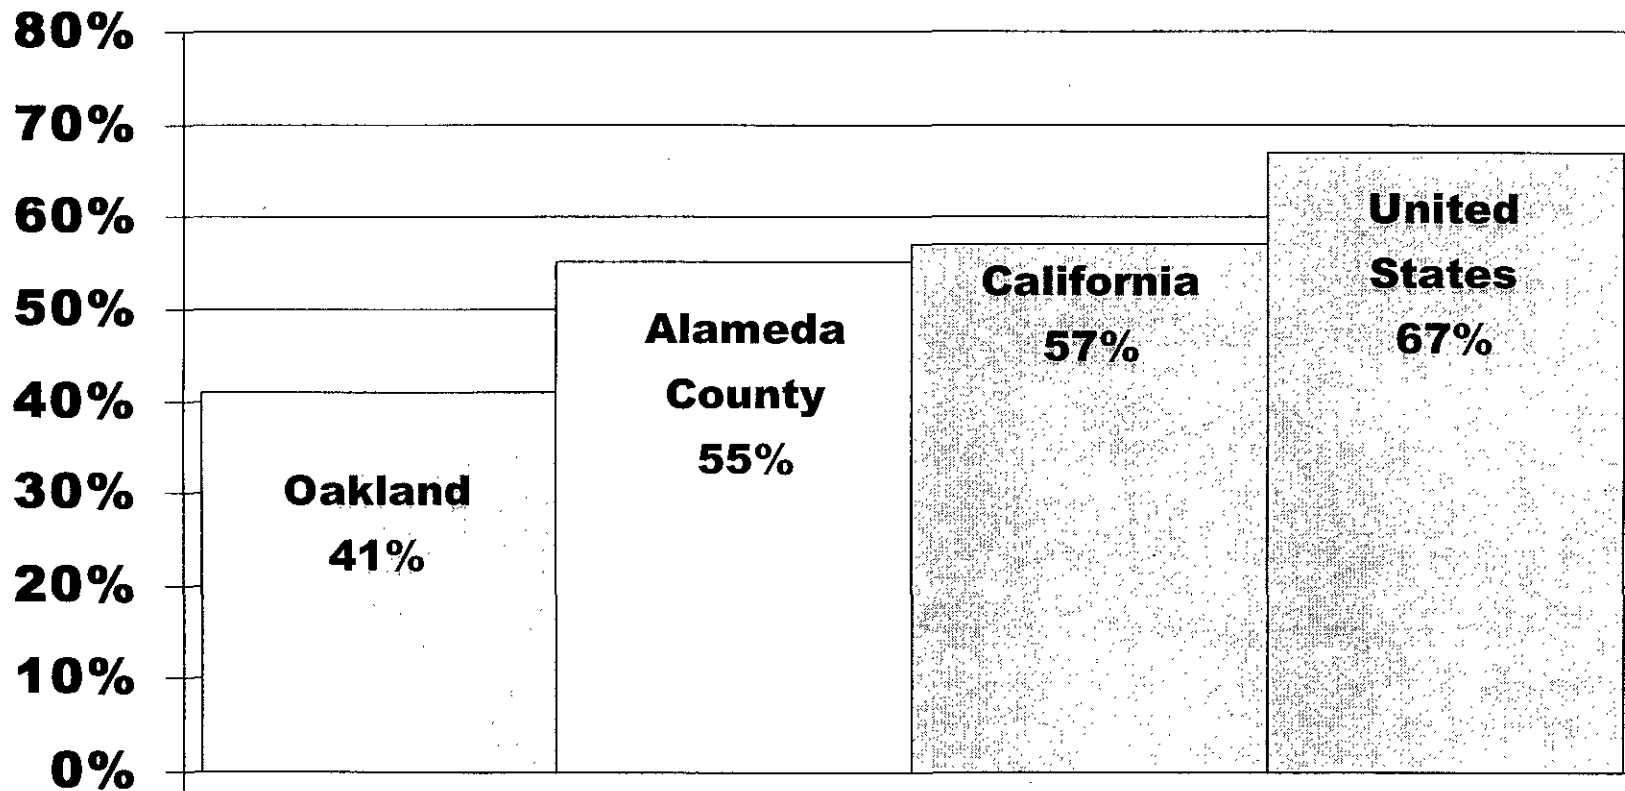 80%
70%
60%
50%
40%
30%
20%
10%
0%
Oakland
41%
Alameda
County
55%
California
57%
United
States
67%